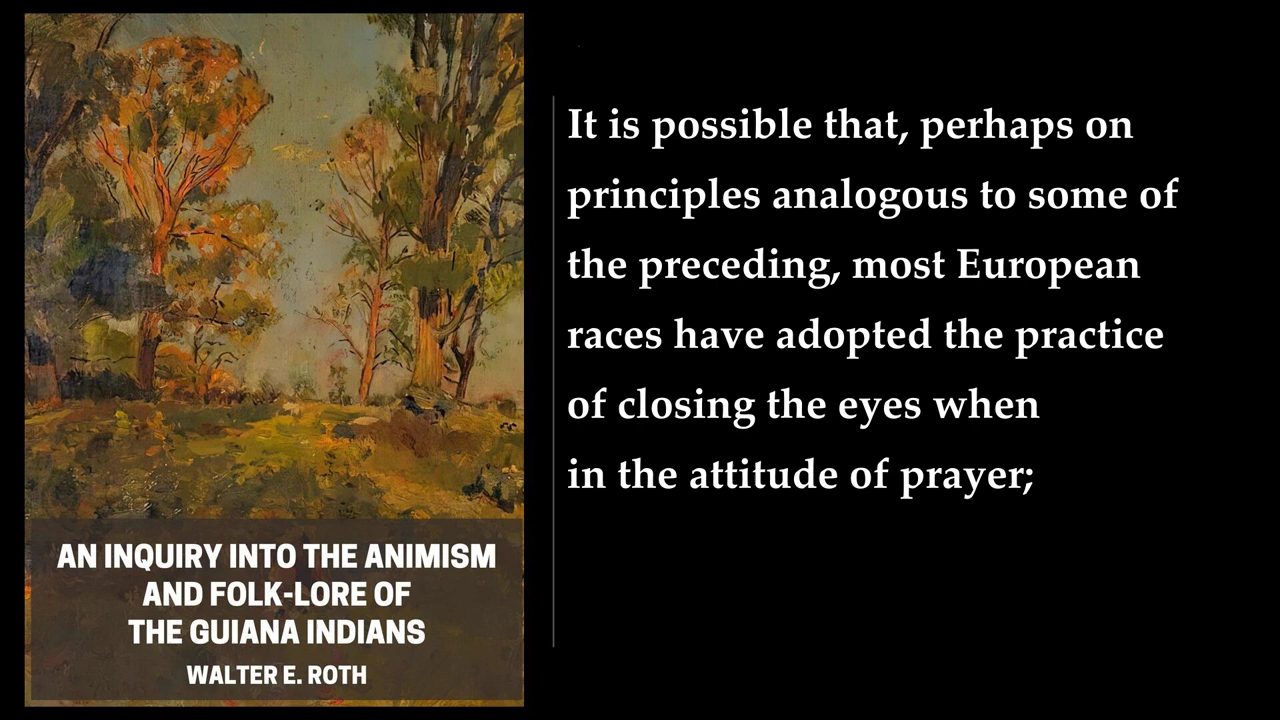 It is possible that, perhaps on
principles analogous to some of
the preceding, most European
races have adopted the practice
of closing the eyes when
in the attitude of prayer;
AN INQUIRY INTO THE ANIMISM
AND FOLK-LORE OF
THE GUIANA INDIANS
WALTER E. ROTH